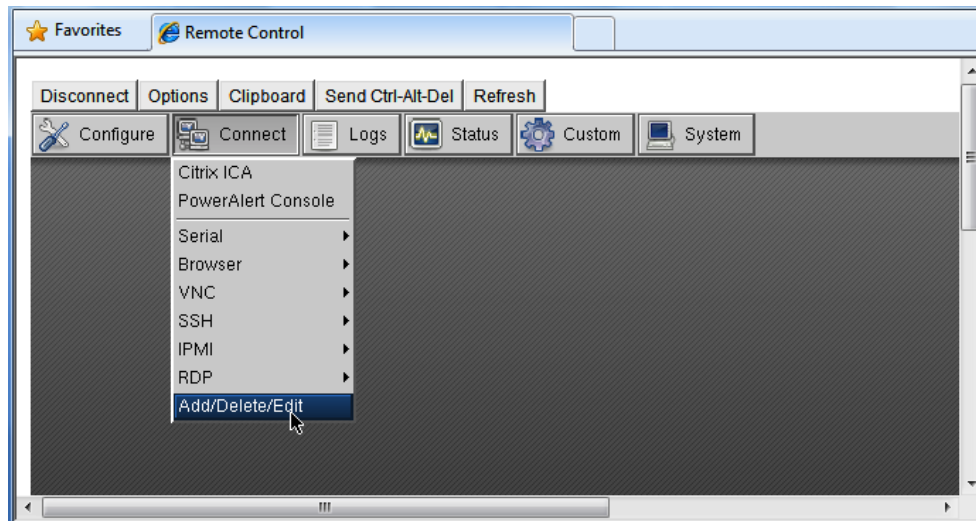 Favorites Remote Control
Disconnect Options Clipboard Send Ctrl-Alt-Del Refresh
Configure Connect Logs Status Custom System
Citrix ICA
PowerAlert Console
Serial
Browser
VNC
SSH
IPMI
RDP
Add/Delete/Edit